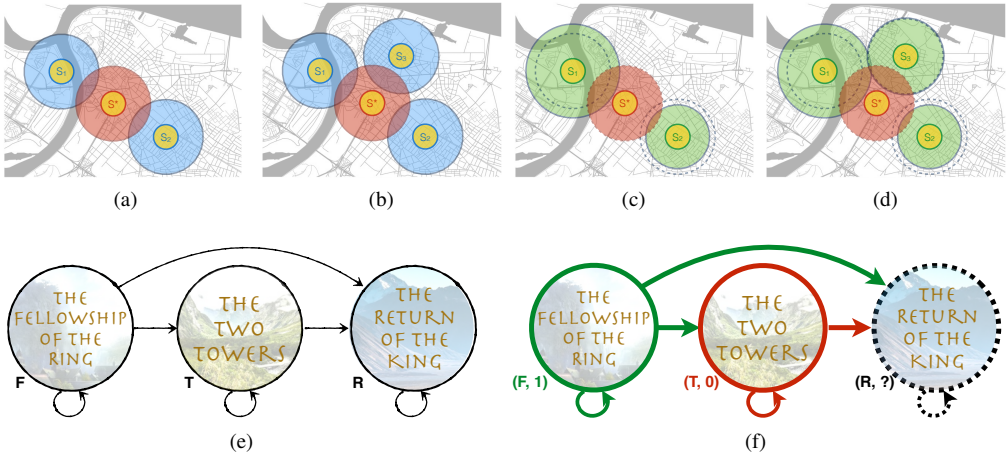 S1
S*
S2
S1
S3
S*
S2
S1
S*
S2
S1
S3
S*
S2
(a)
(b)
(c)
(d)
THE
FELLOWSHIP
OF THE
RING
F
THE
TWO
TOWERS
T
THE
RETURN
OF THE
KING
R
THE
FELLOWSHIP
OF THE
RING
(F, 1)
THE
TWO
TOWERS
(T, 0)
THE
RETURN
OF THE
KING
(R, ?)
(e)
(f)